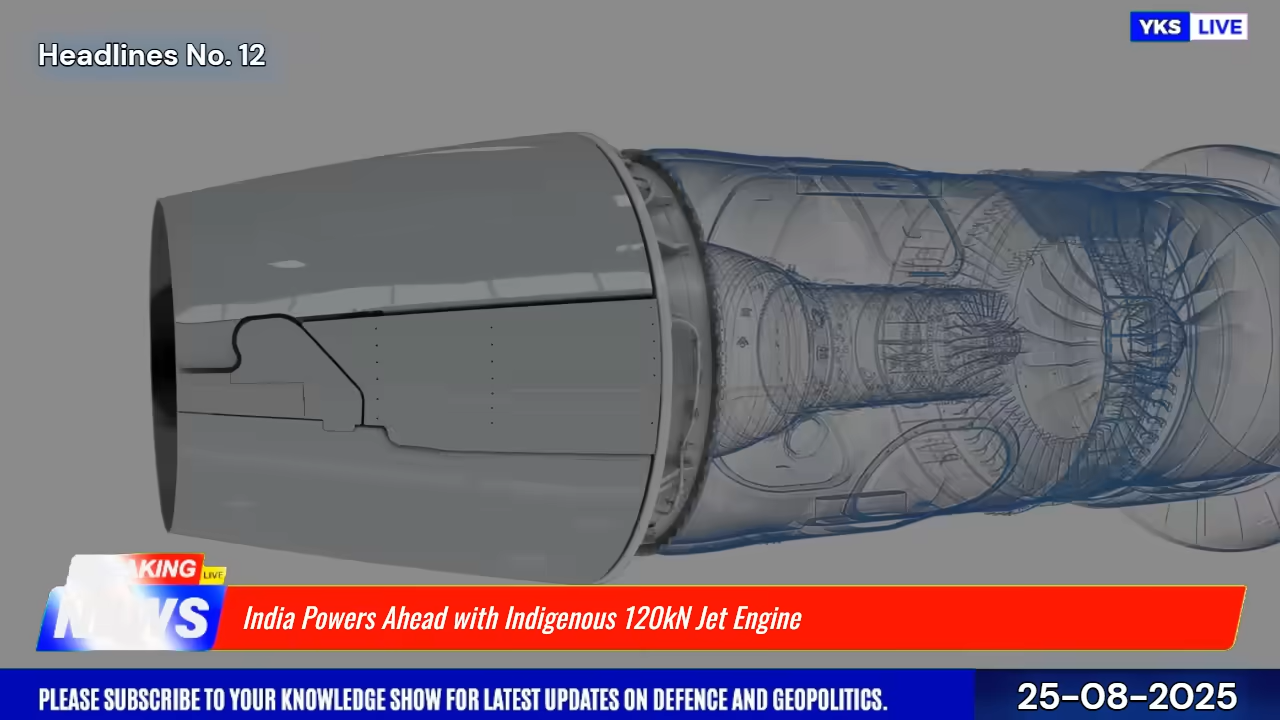 Headlines No. 12
YKS LIVE
LIVE
India Powers Ahead with Indigenous 120kN Jet Engine
PLEASE SUBSCRIBE TO YOUR KNOWLEDGE SHOW FOR LATEST UPDATES ON DEFENCE AND GEOPOLITICS.
25-08-2025